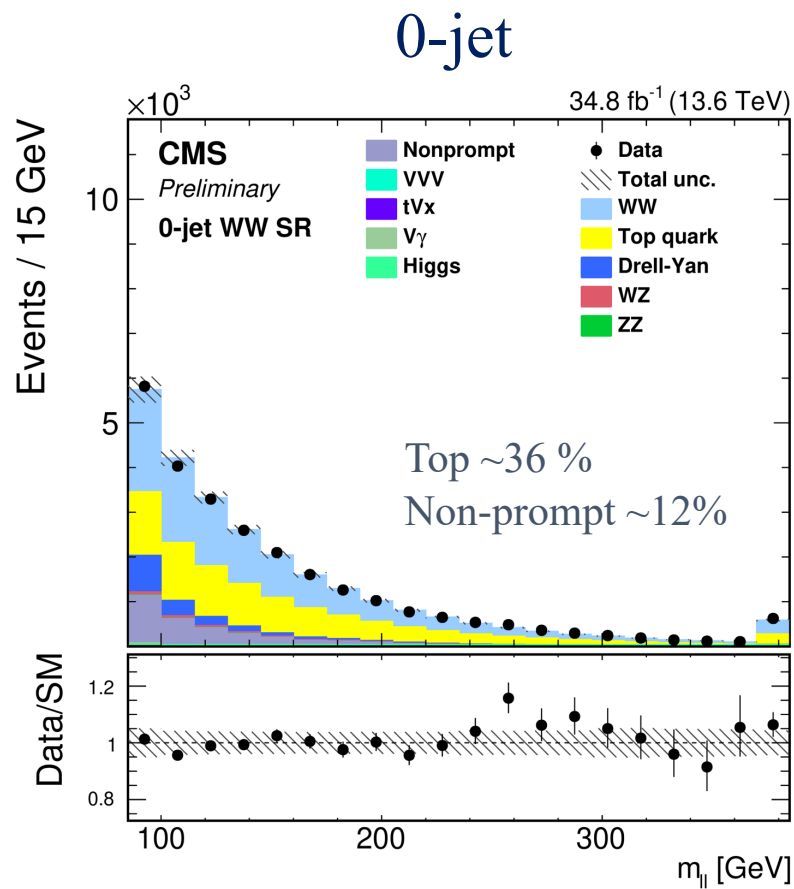 0-jet
×10³
34.8 fb⁻¹ (13.6 TeV)
Events / 15 GeV
CMS
Preliminary
0-jet WW SR
Nonprompt
VVV
tVx
Vγ
Higgs
Data
Total unc.
WW
Top quark
Drell-Yan
WZ
ZZ
10
5
Top ~36 %
Non-prompt ~12%
Data/SM
1.2
1
0.8
100
200
300
m_ll [GeV]